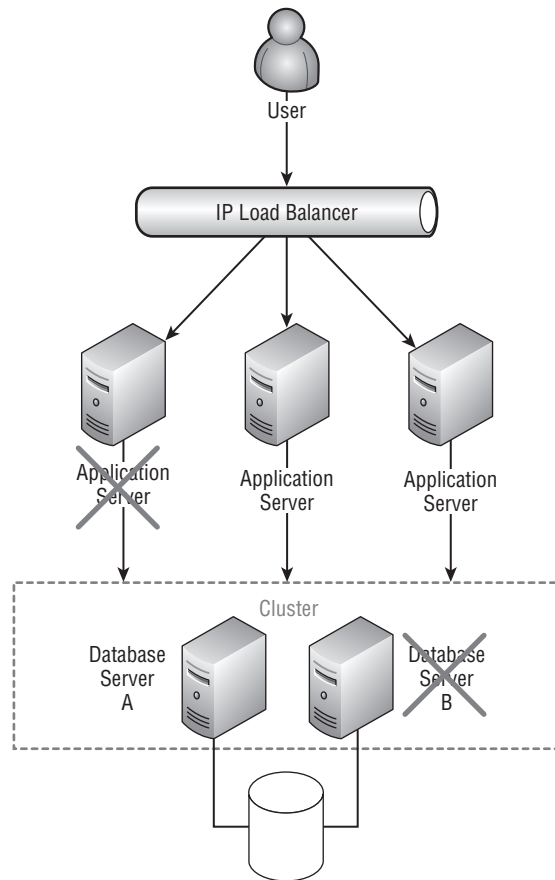 User
IP Load Balancer
Application
Server
Application
Server
Application
Server
Cluster
Database
Server
A
Database
Server
B